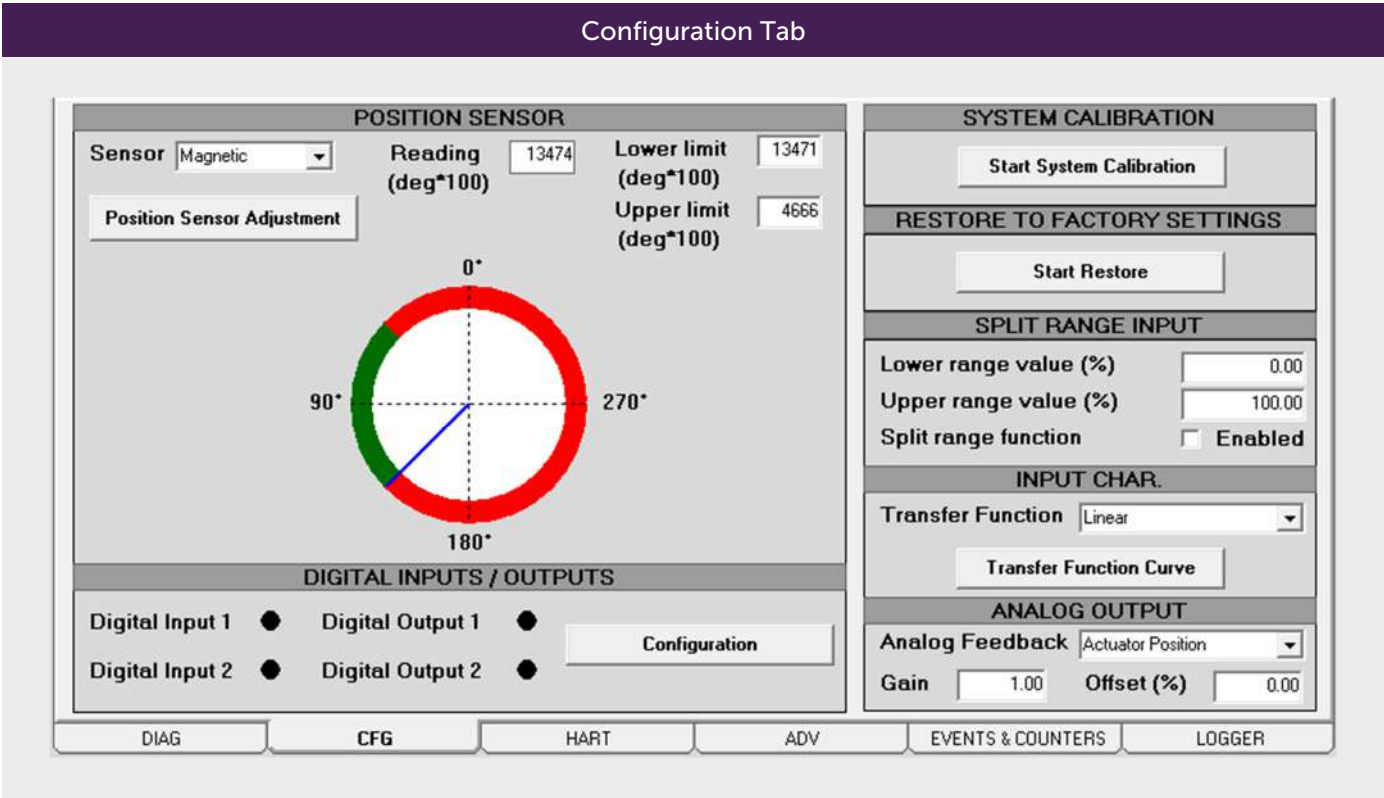 Configuration Tab
POSITION SENSOR
Sensor Magnetic
Reading 13474
(deg*100)
Lower limit 13471
(deg*100)
Position Sensor Adjustment
Upper limit 4666
(deg*100)
0°
90°
270°
180°
DIGITAL INPUTS / OUTPUTS
Digital Input 1 Digital Output 1
Configuration
Digital Input 2 Digital Output 2
SYSTEM CALIBRATION
Start System Calibration
RESTORE TO FACTORY SETTINGS
Start Restore
SPLIT RANGE INPUT
Lower range value (%) 0.00
Upper range value (%) 100.00
Split range function Enabled
INPUT CHAR.
Transfer Function Linear
Transfer Function Curve
ANALOG OUTPUT
Analog Feedback Actuator Position
Gain 1.00 Offset (%) 0.00
DIAG CFG HART ADV EVENTS & COUNTERS LOGGER